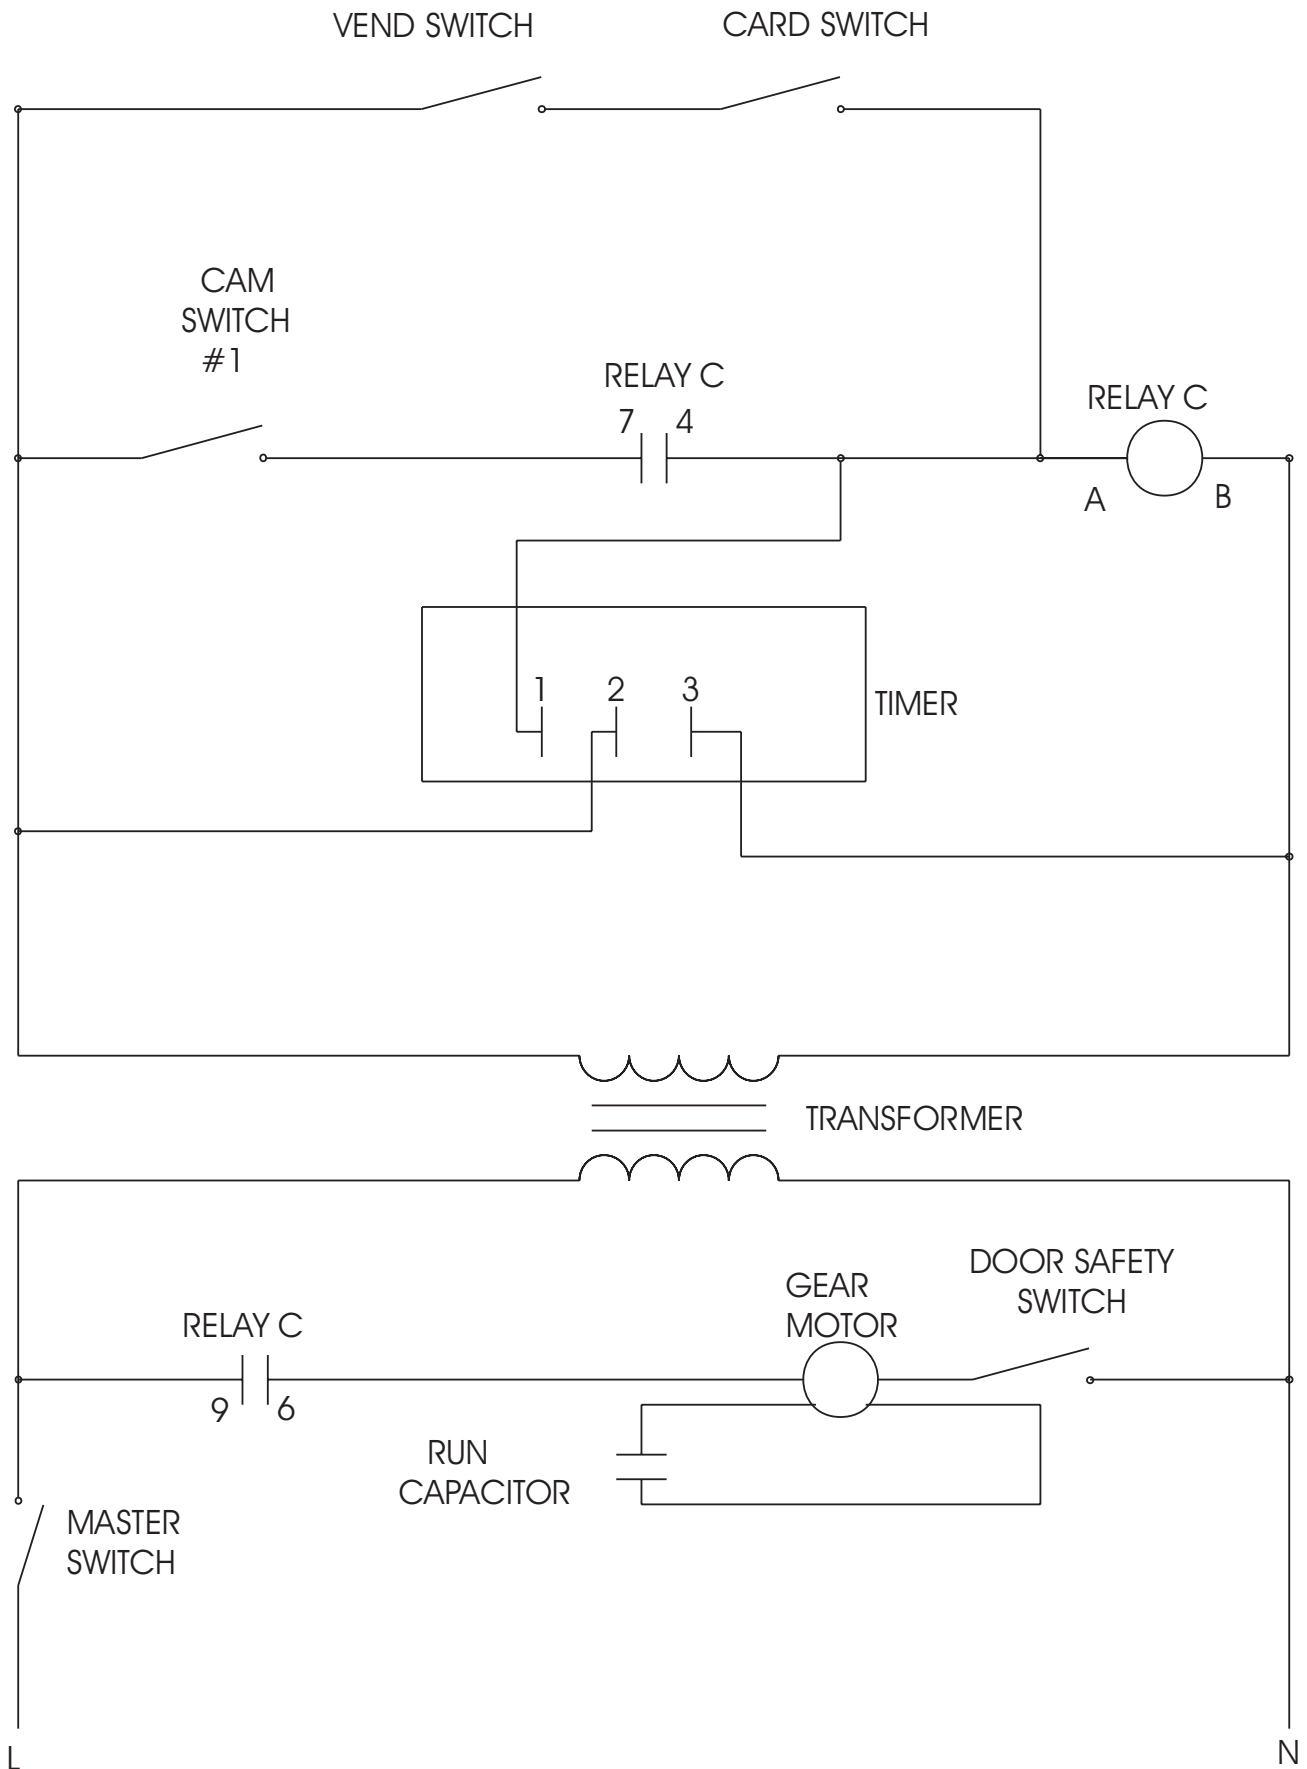 VEND SWITCH
CARD SWITCH
CAM
SWITCH
#1
RELAY C
7 4
RELAY C
A
B
1 2 3
TIMER
TRANSFORMER
DOOR SAFETY
SWITCH
GEAR
MOTOR
RELAY C
9 6
RUN
CAPACITOR
MASTER
SWITCH
L
N